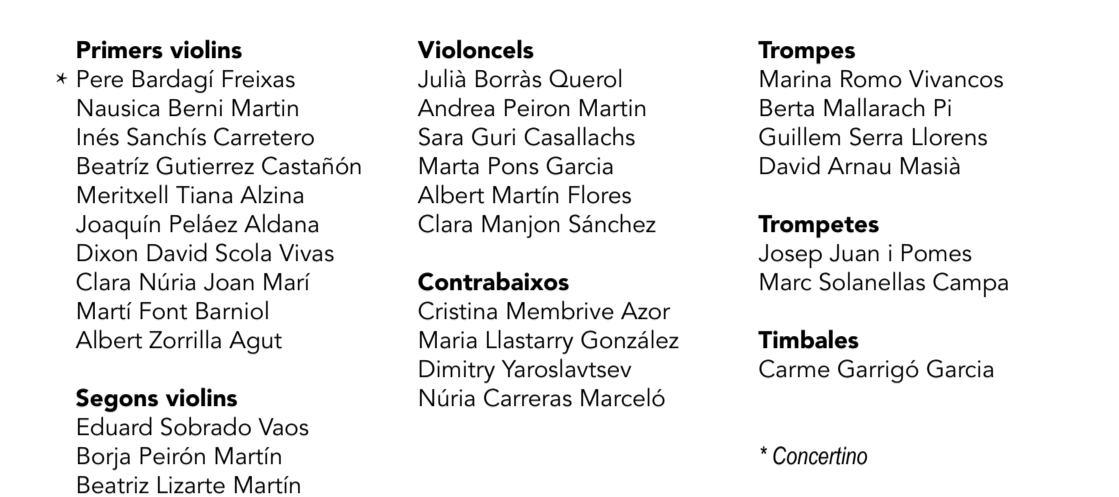 Primers violins
* Pere Bardagí Freixas
Nausica Berni Martin
Inés Sanchís Carretero
Beatríz Gutierrez Castañón
Meritxell Tiana Alzina
Joaquín Peláez Aldana
Dixon David Scola Vivas
Clara Núria Joan Marí
Martí Font Barniol
Albert Zorrilla Agut
Segons violins
Eduard Sobrado Vaos
Borja Peirón Martín
Beatriz Lizarte Martín
Violoncels
Julià Borràs Querol
Andrea Peiron Martin
Sara Guri Casallachs
Marta Pons Garcia
Albert Martín Flores
Clara Manjon Sánchez
Contrabaixos
Cristina Membrive Azor
Maria Llastarry González
Dimitry Yaroslavtsev
Núria Carreras Marceló
Trompes
Marina Romo Vivancos
Berta Mallarach Pi
Guillem Serra Llorens
David Arnau Masià
Trompetes
Josep Juan i Pomes
Marc Solanellas Campa
Timbales
Carme Garrigó Garcia
* Concertino